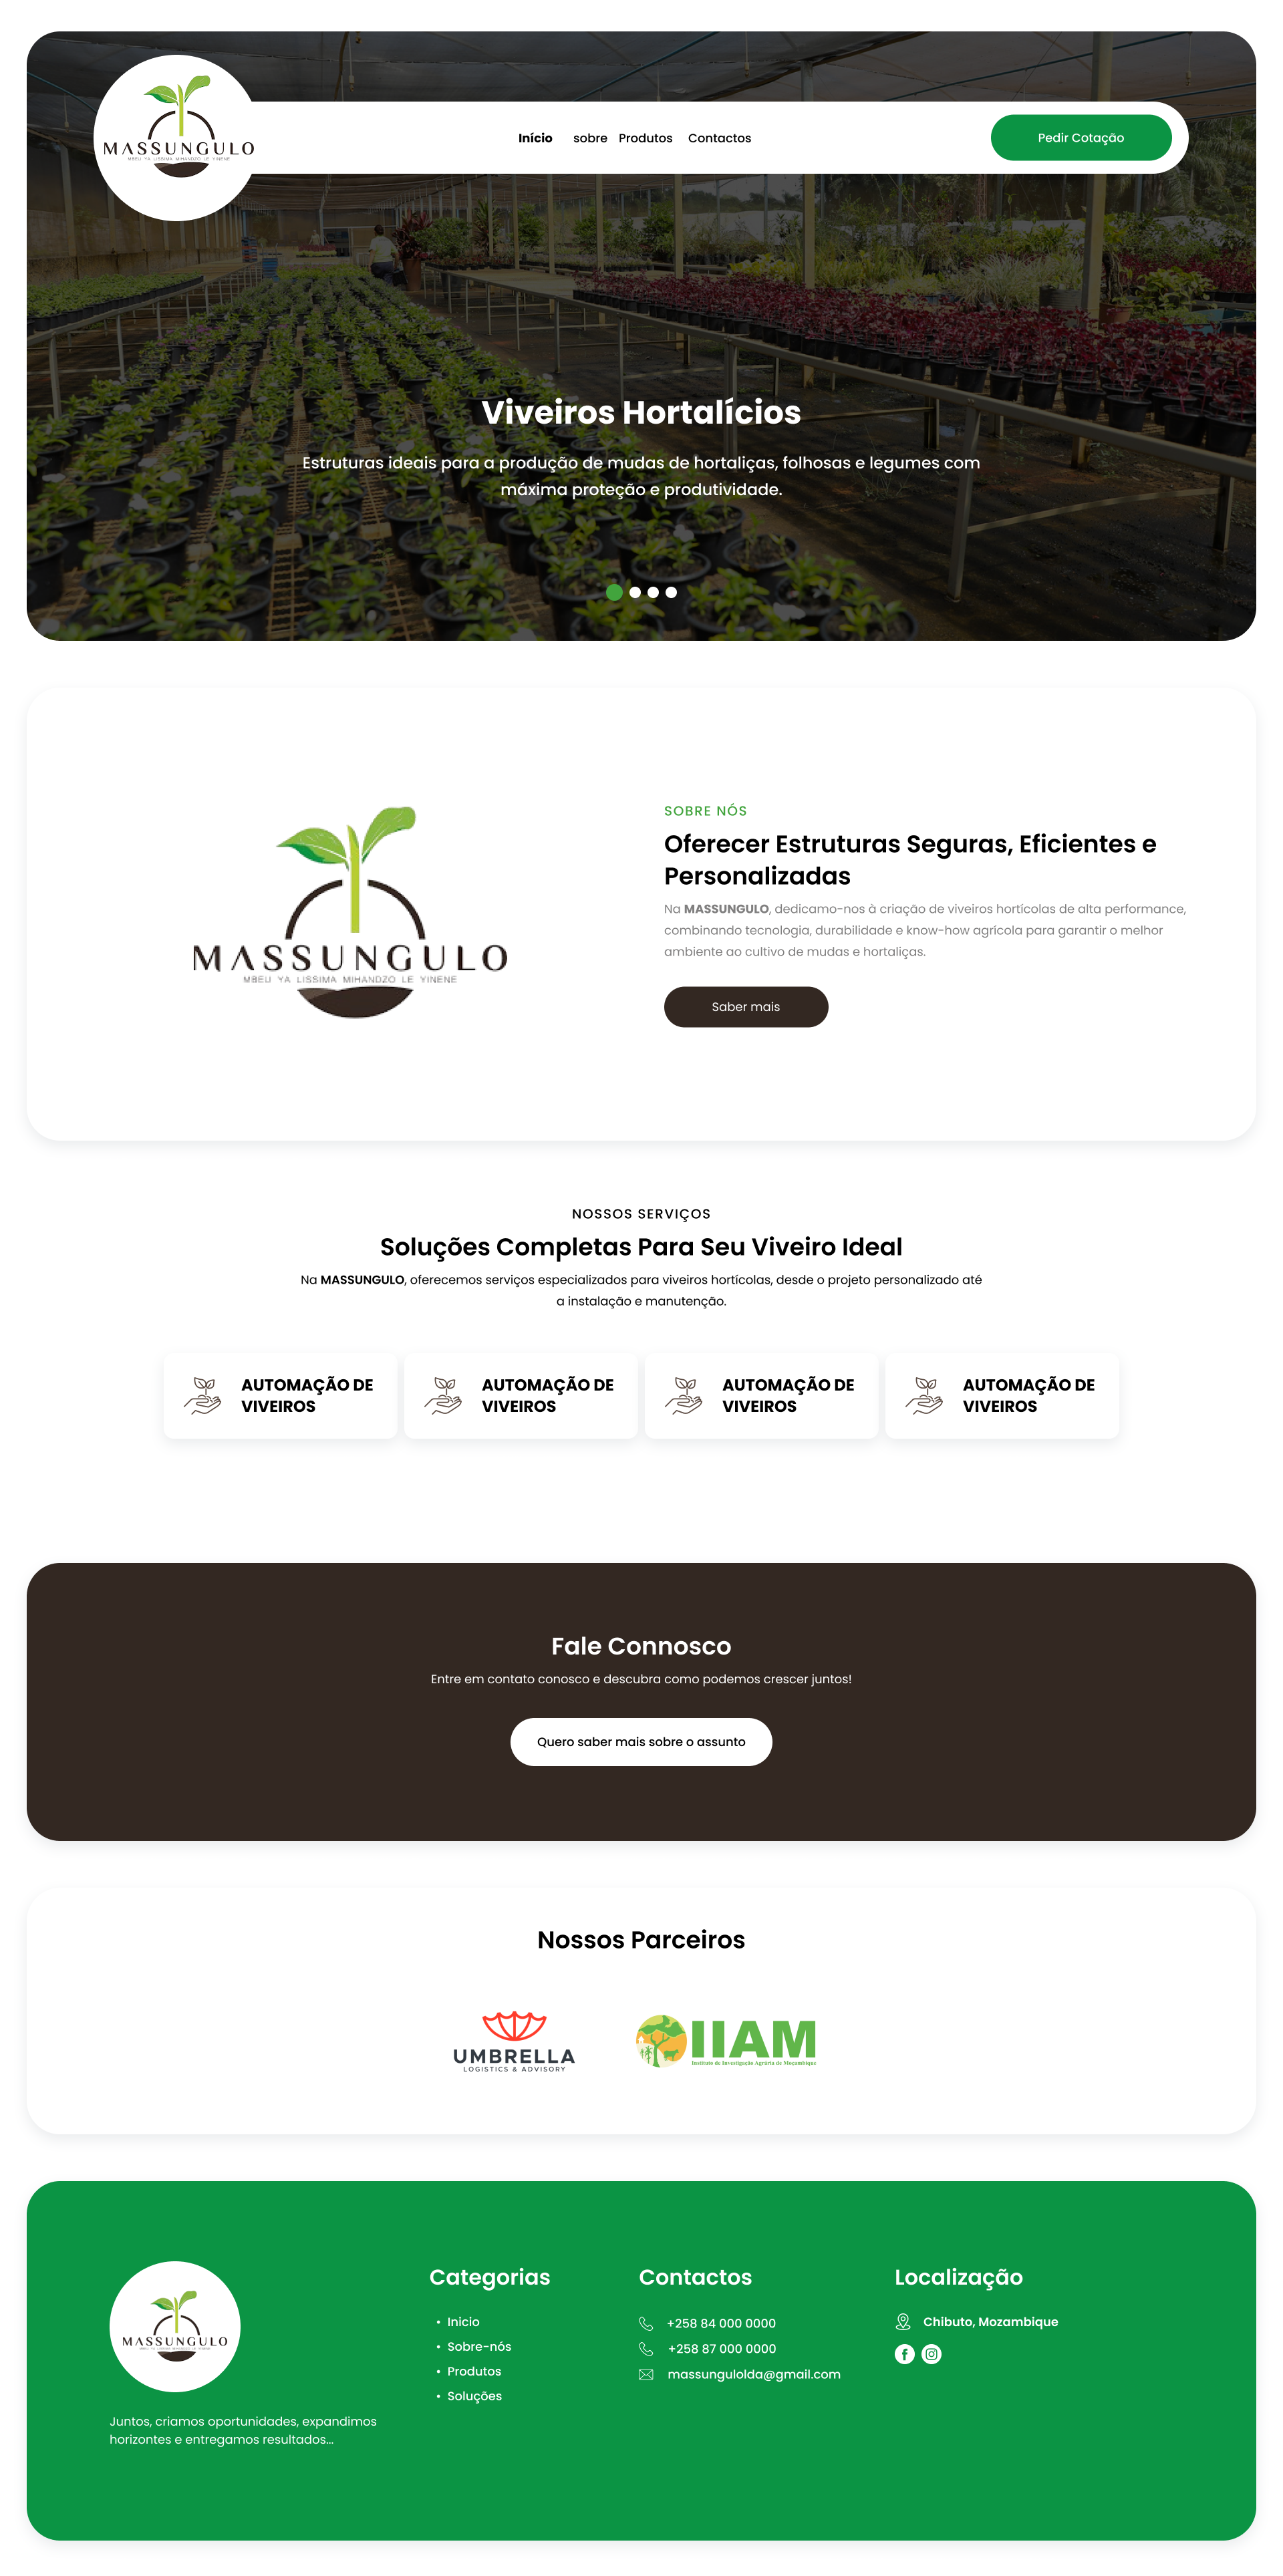 MASSUNGULO
MBEU YA LISSIMA MIHANDZO LE YINENE
Início sobre Produtos Contactos
Pedir Cotação
Viveiros Hortalícios
Estruturas ideais para a produção de mudas de hortaliças, folhosas e legumes com
máxima proteção e produtividade.
MASSUNGULO
MBEU YA LISSIMA MIHANDZO LE YINENE
SOBRE NÓS
Oferecer Estruturas Seguras, Eficientes e
Personalizadas
Na MASSUNGULO, dedicamo-nos à criação de viveiros hortícolas de alta performance,
combinando tecnologia, durabilidade e know-how agrícola para garantir o melhor
ambiente ao cultivo de mudas e hortaliças.
Saber mais
NOSSOS SERVIÇOS
Soluções Completas Para Seu Viveiro Ideal
Na MASSUNGULO, oferecemos serviços especializados para viveiros hortícolas, desde o projeto personalizado até
a instalação e manutenção.
AUTOMAÇÃO DE
VIVEIROS
AUTOMAÇÃO DE
VIVEIROS
AUTOMAÇÃO DE
VIVEIROS
AUTOMAÇÃO DE
VIVEIROS
Fale Connosco
Entre em contato conosco e descubra como podemos crescer juntos!
Quero saber mais sobre o assunto
Nossos Parceiros
UMBRELLA
LOGISTICS & ADVISORY
IIAM
Instituto de Investigação Agrária de Moçambique
MASSUNGULO
MBEU YA LISSIMA MIHANDZO LE YINENE
Juntos, criamos oportunidades, expandimos
horizontes e entregamos resultados...
Categorias
• Inicio
• Sobre-nós
• Produtos
• Soluções
Contactos
+258 84 000 0000
+258 87 000 0000
massungulolda@gmail.com
Localização
Chibuto, Mozambique